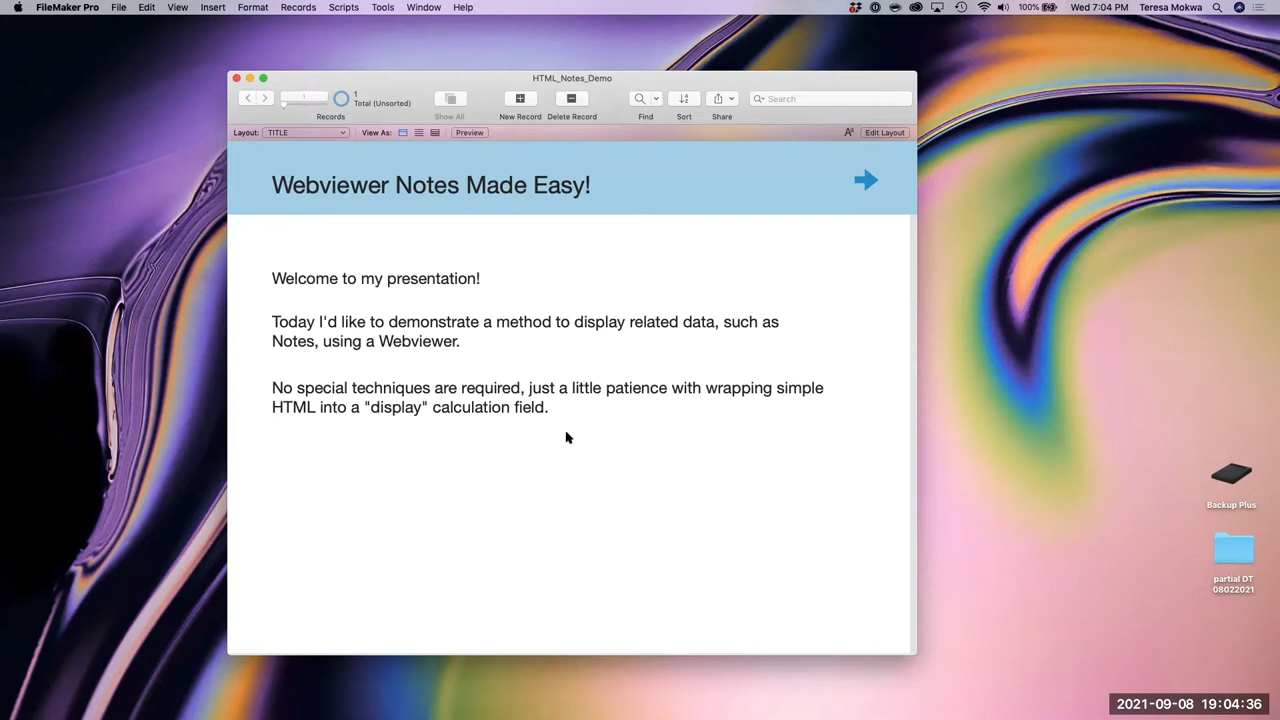 FileMaker Pro File Edit View Insert Format Records Scripts Tools Window Help 100% Wed 7:04 PM Teresa Mokwa
HTML_Notes_Demo
1
1
Total (Unsorted)
Search
Records Show All New Record Delete Record Find Sort Share
Layout: TITLE View As: Preview Aa Edit Layout
Webviewer Notes Made Easy!
Welcome to my presentation!
Today I'd like to demonstrate a method to display related data, such as
Notes, using a Webviewer.
No special techniques are required, just a little patience with wrapping simple
HTML into a "display" calculation field.
Backup Plus
partial DT
08022021
2021-09-08 19:04:36